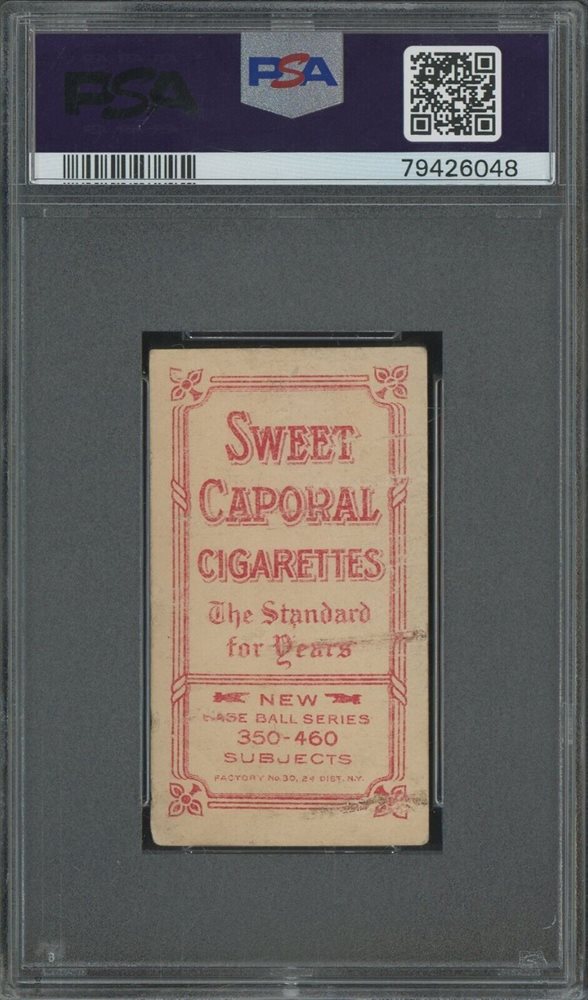 PSA
PSA
79426048
SWEET
CAPORAL
CIGARETTES
The Standard
for Years
NEW
BASE BALL SERIES
350-460
SUBJECTS
FACTORY No. 30, 2d DIST. N.Y.